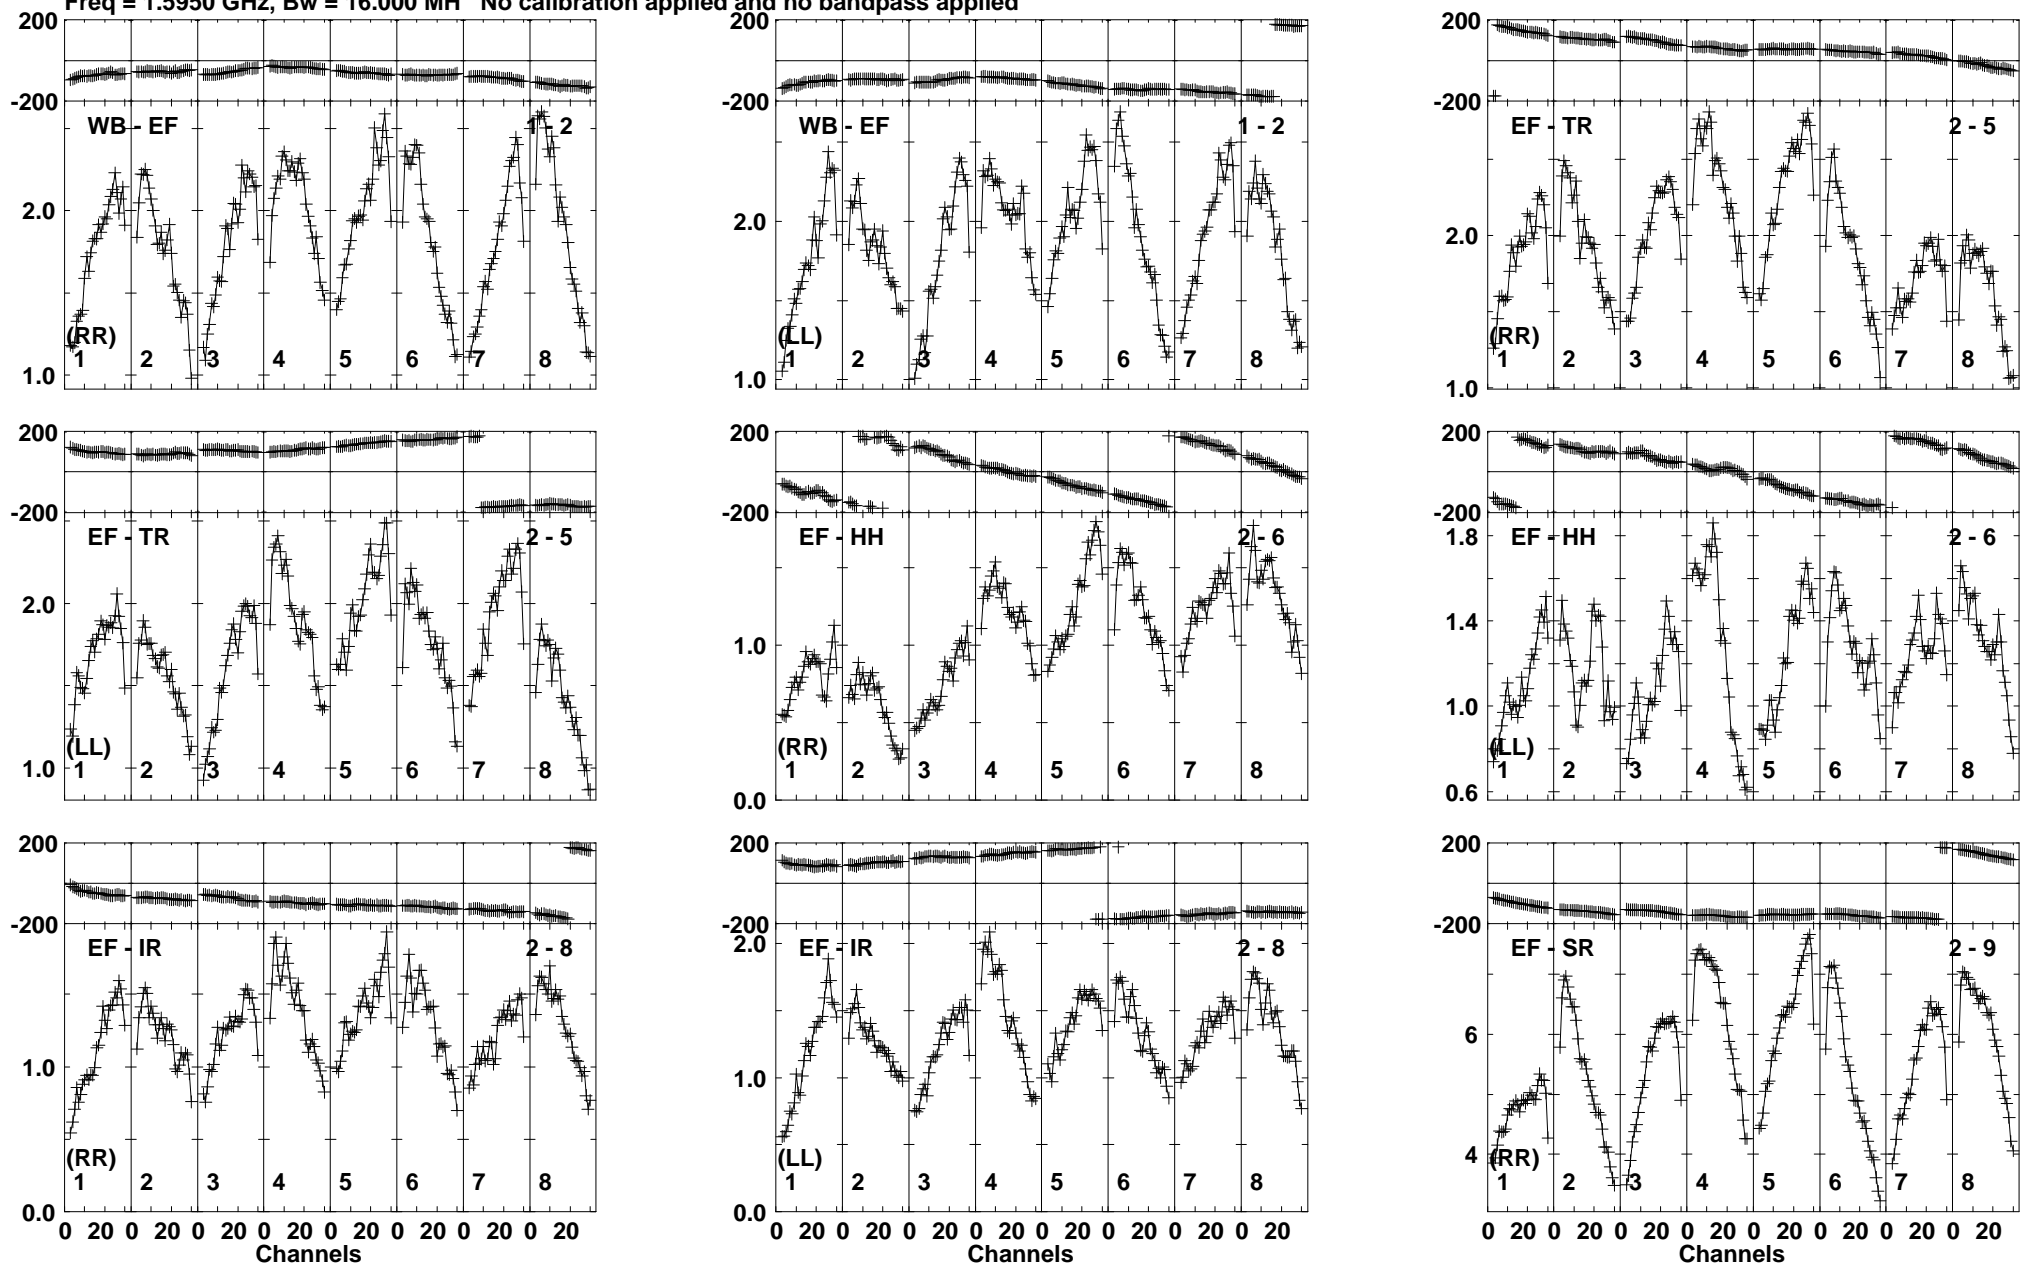 Freq = 1.5950 GHz, Bw = 16.000 MH No calibration applied and no bandpass applied
200
-200
WB - EF
1 - 2
2.0
(RR)
1 2 3 4 5 6 7 8
1.0
200
-200
WB - EF
1 - 2
2.0
(LL)
1 2 3 4 5 6 7 8
1.0
200
-200
EF - TR
2 - 5
2.0
(RR)
1 2 3 4 5 6 7 8
1.0
200
-200
EF - TR
2 - 5
2.0
(LL)
1 2 3 4 5 6 7 8
1.0
200
-200
EF - HH
2 - 6
1.0
(RR)
1 2 3 4 5 6 7 8
0.0
200
-200
EF - HH
2 - 6
1.8
1.4
1.0
(LL)
1 2 3 4 5 6 7 8
0.6
200
-200
EF - IR
2 - 8
1.0
(RR)
1 2 3 4 5 6 7 8
0.0
0 20 0 20 0 20 0 20 0 20 0 20 0 20 0 20
Channels
200
-200
EF - IR
2 - 8
2.0
1.0
(LL)
1 2 3 4 5 6 7 8
0.0
0 20 0 20 0 20 0 20 0 20 0 20 0 20 0 20
Channels
200
-200
EF - SR
2 - 9
6
4
(RR)
1 2 3 4 5 6 7 8
0 20 0 20 0 20 0 20 0 20 0 20 0 20 0 20
Channels